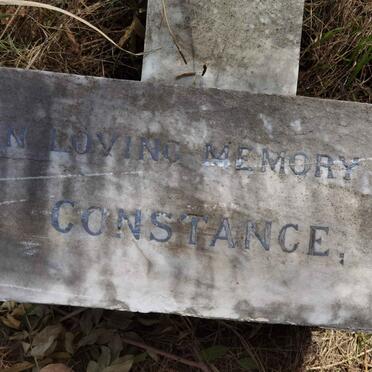 N LOVING MEMORY
CONSTANCE,